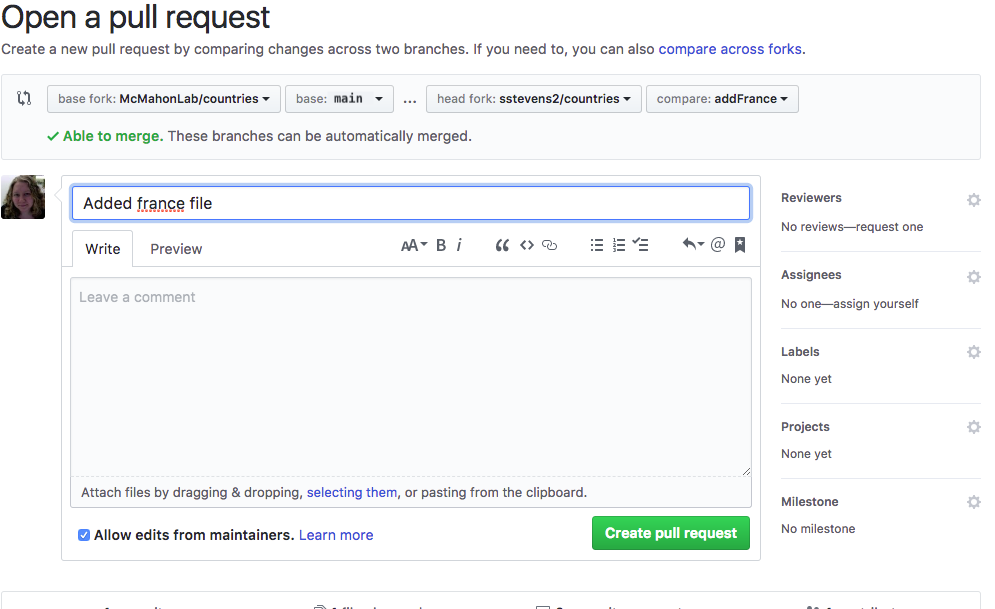 Open a pull request
Create a new pull request by comparing changes across two branches. If you need to, you can also compare across forks.
base fork: McMahonLab/countries base: main ... head fork: sstevens2/countries compare: addFrance
Able to merge. These branches can be automatically merged.
Added france file
Write Preview AA B i “ <> @
Leave a comment
Attach files by dragging & dropping, selecting them, or pasting from the clipboard.
Allow edits from maintainers. Learn more
Create pull request
Reviewers
No reviews—request one
Assignees
No one—assign yourself
Labels
None yet
Projects
None yet
Milestone
No milestone